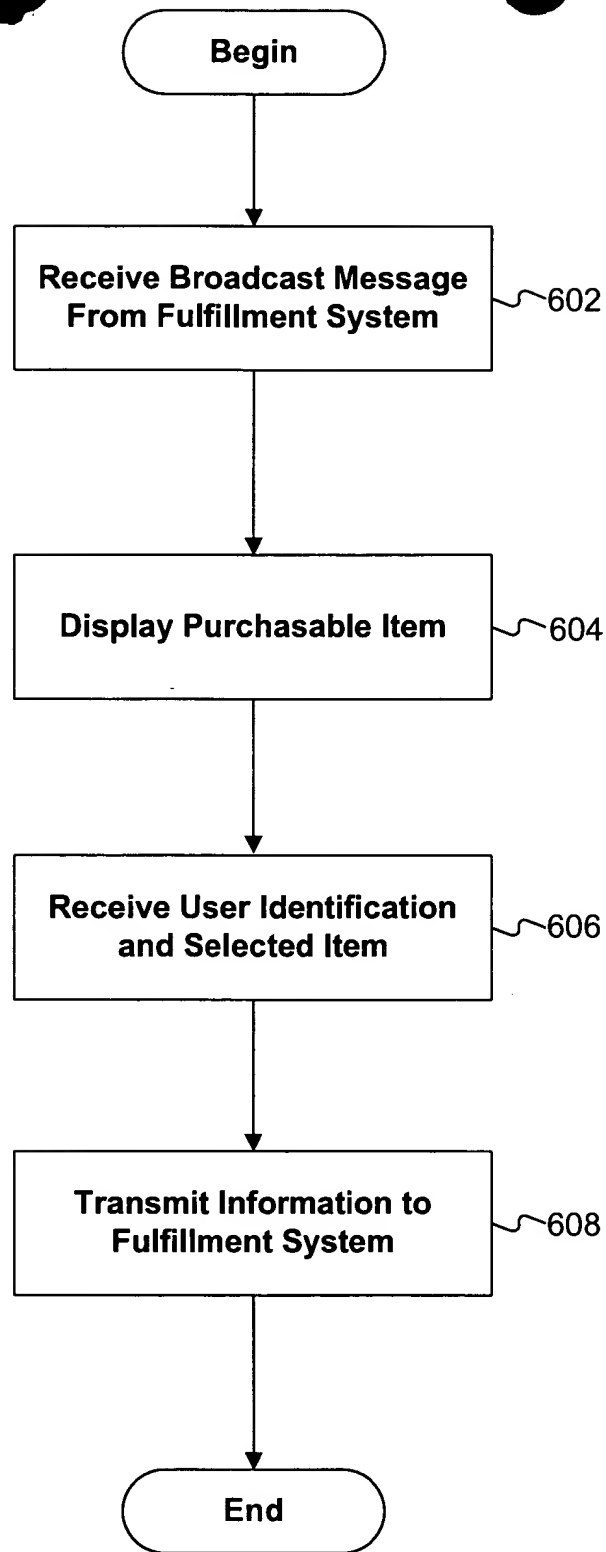 Begin
Receive Broadcast Message
From Fulfillment System
602
Display Purchasable Item
604
Receive User Identification
and Selected Item
606
Transmit Information to
Fulfillment System
608
End